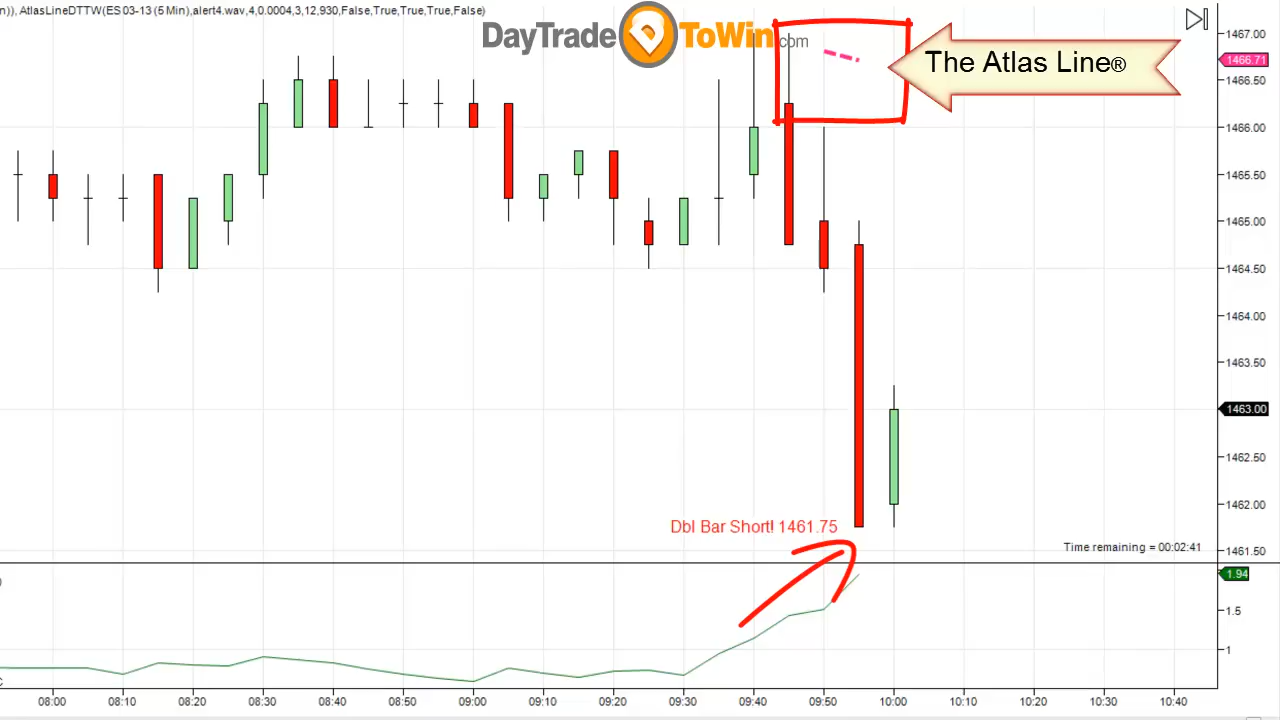 n)), AtlasLineDTTW(ES 03-13 (5 Min),alert4.wav,4,0.0004,3,12,930,False,True,True,True,False)
DayTradeToWin.com
The Atlas Line®
1467.00
1466.71
1466.50
1466.00
1465.50
1465.00
1464.50
1464.00
1463.50
1463.00
1462.50
1462.00
1461.50
Dbl Bar Short! 1461.75
Time remaining = 00:02:41
)
1.94
1.5
1
c
08:00 08:10 08:20 08:30 08:40 08:50 09:00 09:10 09:20 09:30 09:40 09:50 10:00 10:10 10:20 10:30 10:40